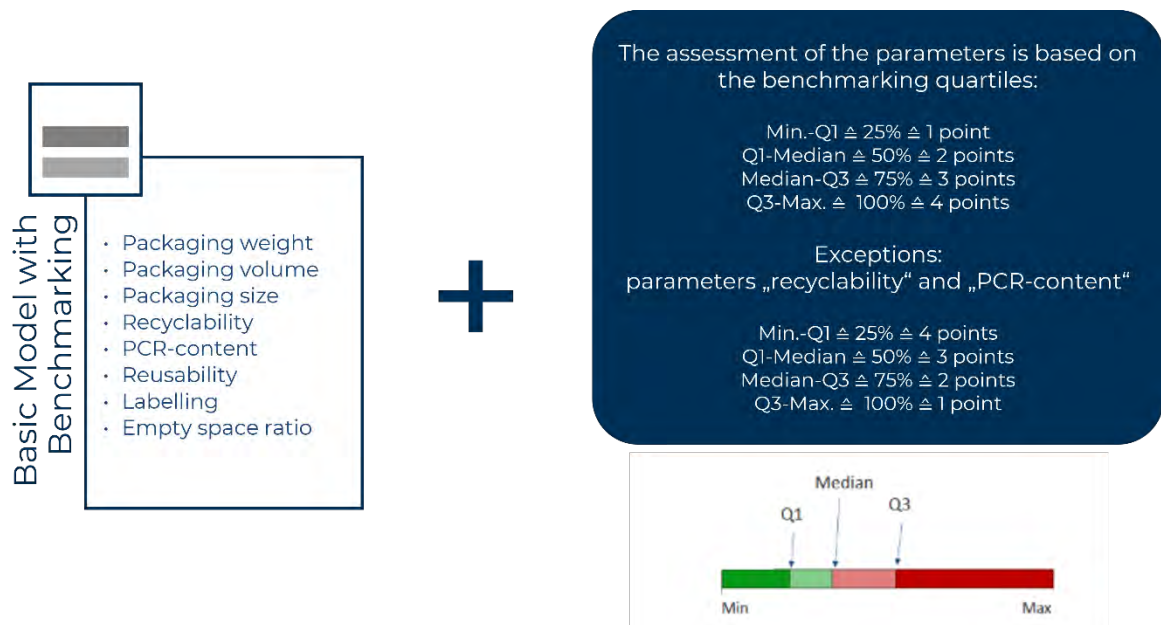 Basic Model with
Benchmarking
• Packaging weight
• Packaging volume
• Packaging size
• Recyclability
• PCR-content
• Reusability
• Labelling
• Empty space ratio
The assessment of the parameters is based on
the benchmarking quartiles:
Min.-Q1 ≙ 25% ≙ 1 point
Q1-Median ≙ 50% ≙ 2 points
Median-Q3 ≙ 75% ≙ 3 points
Q3-Max. ≙ 100% ≙ 4 points
Exceptions:
parameters „recyclability“ and „PCR-content“
Min.-Q1 ≙ 25% ≙ 4 points
Q1-Median ≙ 50% ≙ 3 points
Median-Q3 ≙ 75% ≙ 2 points
Q3-Max. ≙ 100% ≙ 1 point
Median
Q1
Q3
Min
Max